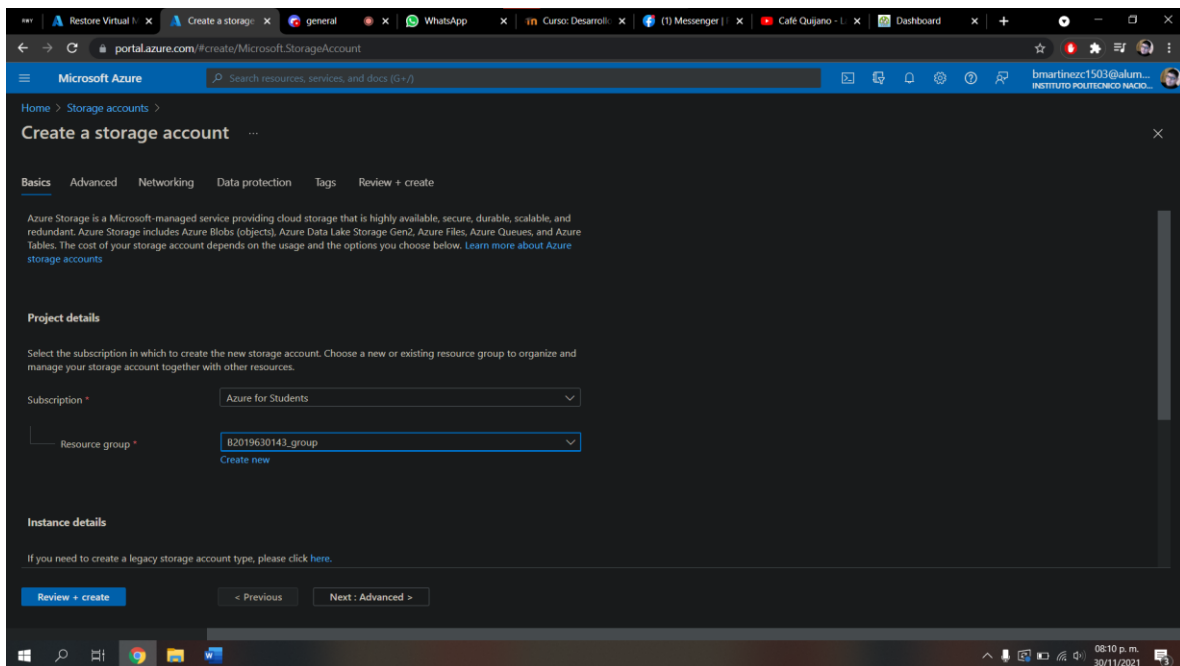 Restore Virtual M
Create a storage
general
WhatsApp
Curso: Desarroll
(1) Messenger |
Café Quijano - L
Dashboard
portal.azure.com/#create/Microsoft.StorageAccount
Microsoft Azure
Search resources, services, and docs (G+/)
bmartinezc1503@alum...
INSTITUTO POLITECNICO NACIO...
Home > Storage accounts >
Create a storage account ...
Basics Advanced Networking Data protection Tags Review + create
Azure Storage is a Microsoft-managed service providing cloud storage that is highly available, secure, durable, scalable, and
redundant. Azure Storage includes Azure Blobs (objects), Azure Data Lake Storage Gen2, Azure Files, Azure Queues, and Azure
Tables. The cost of your storage account depends on the usage and the options you choose below. Learn more about Azure
storage accounts
Project details
Select the subscription in which to create the new storage account. Choose a new or existing resource group to organize and
manage your storage account together with other resources.
Subscription *
Azure for Students
Resource group *
B2019630143_group
Create new
Instance details
If you need to create a legacy storage account type, please click here.
Review + create
< Previous
Next : Advanced >
08:10 p. m.
30/11/2021